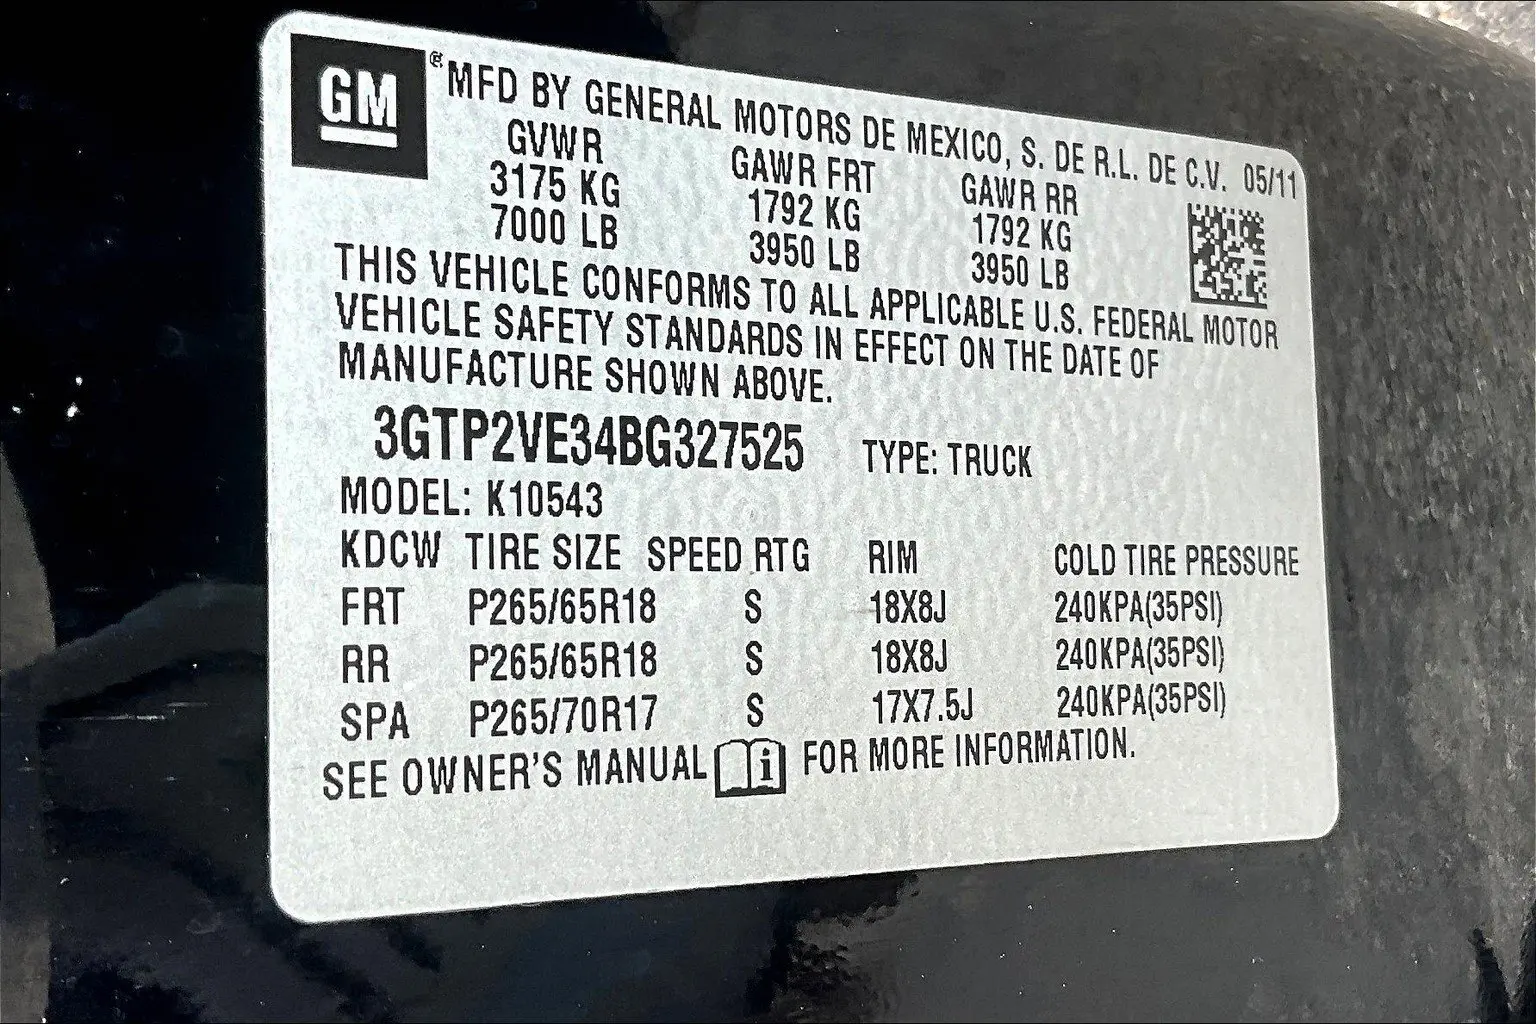 GM
® MFD BY GENERAL MOTORS DE MEXICO, S. DE R.L. DE C.V. 05/11
GVWR GAWR FRT GAWR RR
3175 KG 1792 KG 1792 KG
7000 LB 3950 LB 3950 LB
THIS VEHICLE CONFORMS TO ALL APPLICABLE U.S. FEDERAL MOTOR
VEHICLE SAFETY STANDARDS IN EFFECT ON THE DATE OF
MANUFACTURE SHOWN ABOVE.
3GTP2VE34BG327525 TYPE: TRUCK
MODEL: K10543
KDCW TIRE SIZE SPEED RTG RIM COLD TIRE PRESSURE
FRT P265/65R18 S 18X8J 240KPA(35PSI)
RR P265/65R18 S 18X8J 240KPA(35PSI)
SPA P265/70R17 S 17X7.5J 240KPA(35PSI)
SEE OWNER'S MANUAL i FOR MORE INFORMATION.